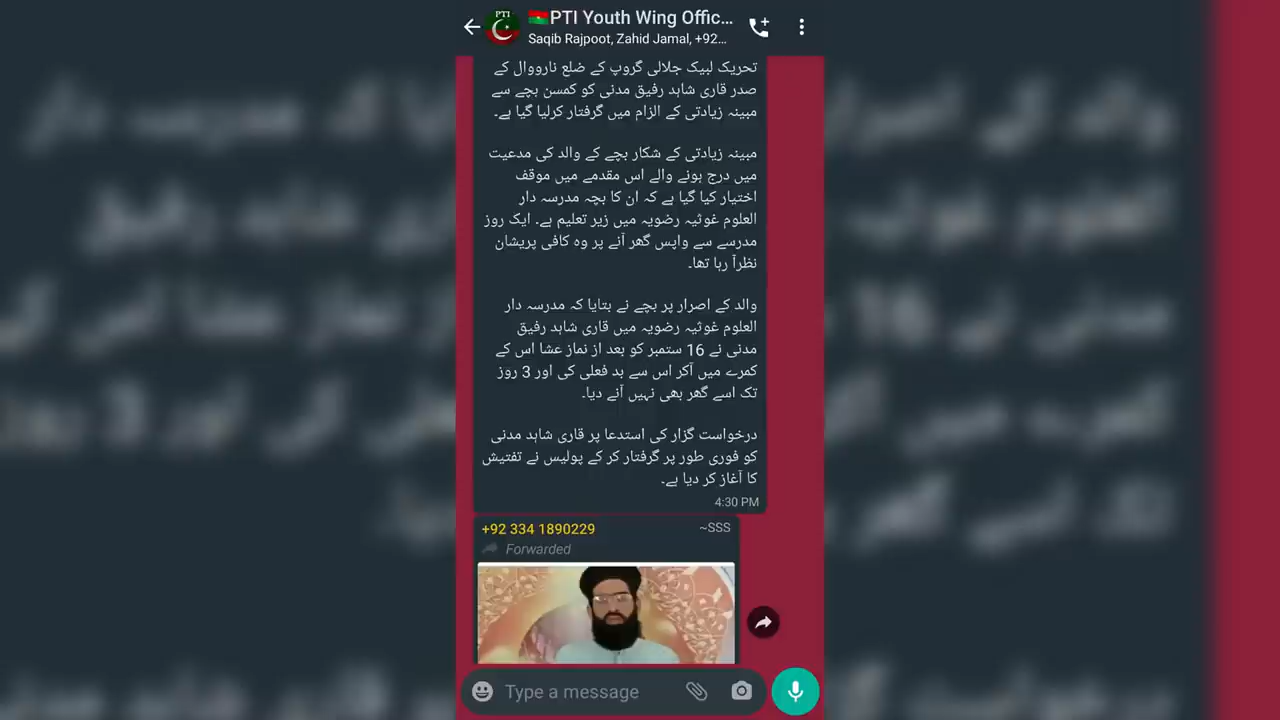 PTI
PTI Youth Wing Offic...
Saqib Rajpoot, Zahid Jamal, +92...
تحریک لبیک جلالی گروپ کے ضلع نارووال کے
صدر قاری شاہد رفیق مدنی کو کمسن بچے سے
مبینہ زیادتی کے الزام میں گرفتار کرلیا گیا ہے۔
مبینہ زیادتی کے شکار بچے کے والد کی مدعیت
میں درج ہونے والے اس مقدمے میں موقف
اختیار کیا گیا ہے کہ ان کا بچہ مدرسہ دار
العلوم غوثیہ رضویہ میں زیر تعلیم ہے۔ ایک روز
مدرسے سے واپس گھر آنے پر وہ کافی پریشان
نظرآ رہا تھا۔
والد کے اصرار پر بچے نے بتایا کہ مدرسہ دار
العلوم غوثیہ رضویہ میں قاری شاہد رفیق
مدنی نے 16 ستمبر کو بعد از نماز عشا اس کے
کمرے میں آکر اس سے بد فعلی کی اور 3 روز
تک اسے گھر بھی نہیں آنے دیا۔
درخواست گزار کی استدعا پر قاری شاہد مدنی
کو فوری طور پر گرفتار کر کے پولیس نے تفتیش
کا آغاز کر دیا ہے۔
4:30 PM
+92 334 1890229 ~SSS
Forwarded
Type a message